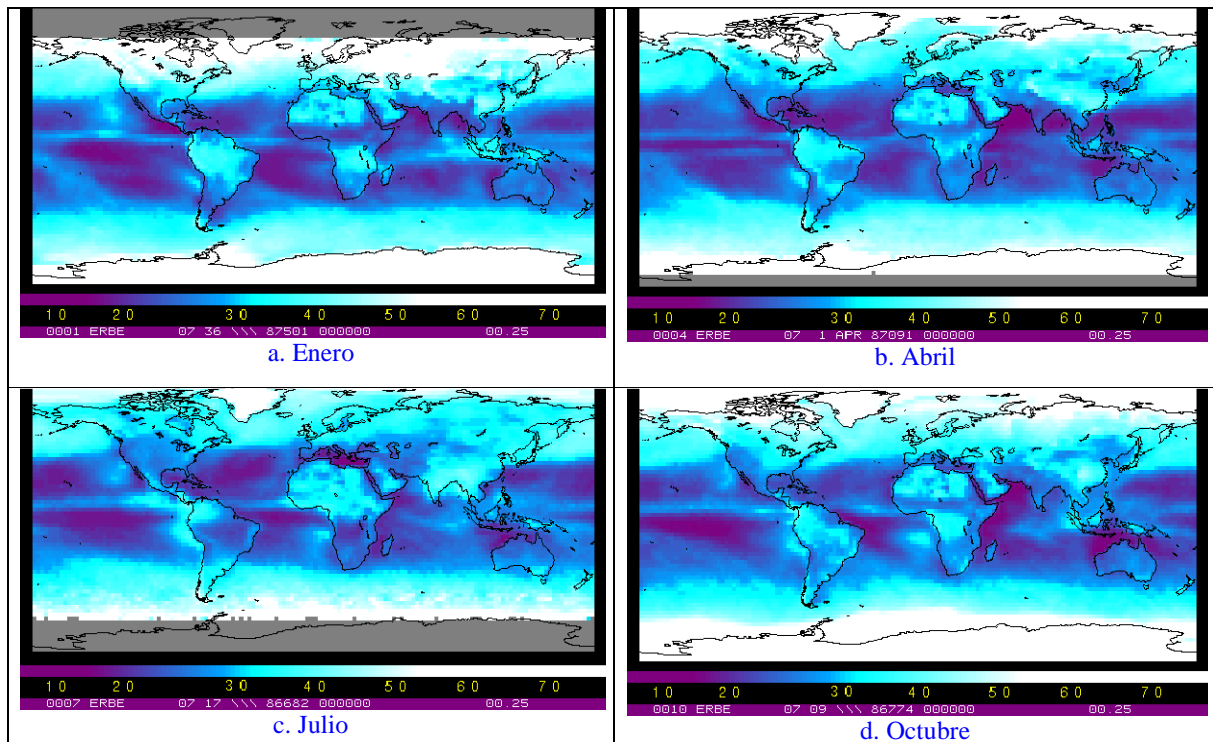 10 20 30 40 50 60 70
0001 ERBE 07 36 \\\ 87501 000000 00.25
a. Enero
10 20 30 40 50 60 70
0004 ERBE 07 1 APR 87091 000000 00.25
b. Abril
10 20 30 40 50 60 70
0007 ERBE 07 17 \\\ 86682 000000 00.25
c. Julio
10 20 30 40 50 60 70
0010 ERBE 07 09 \\\ 86774 000000 00.25
d. Octubre